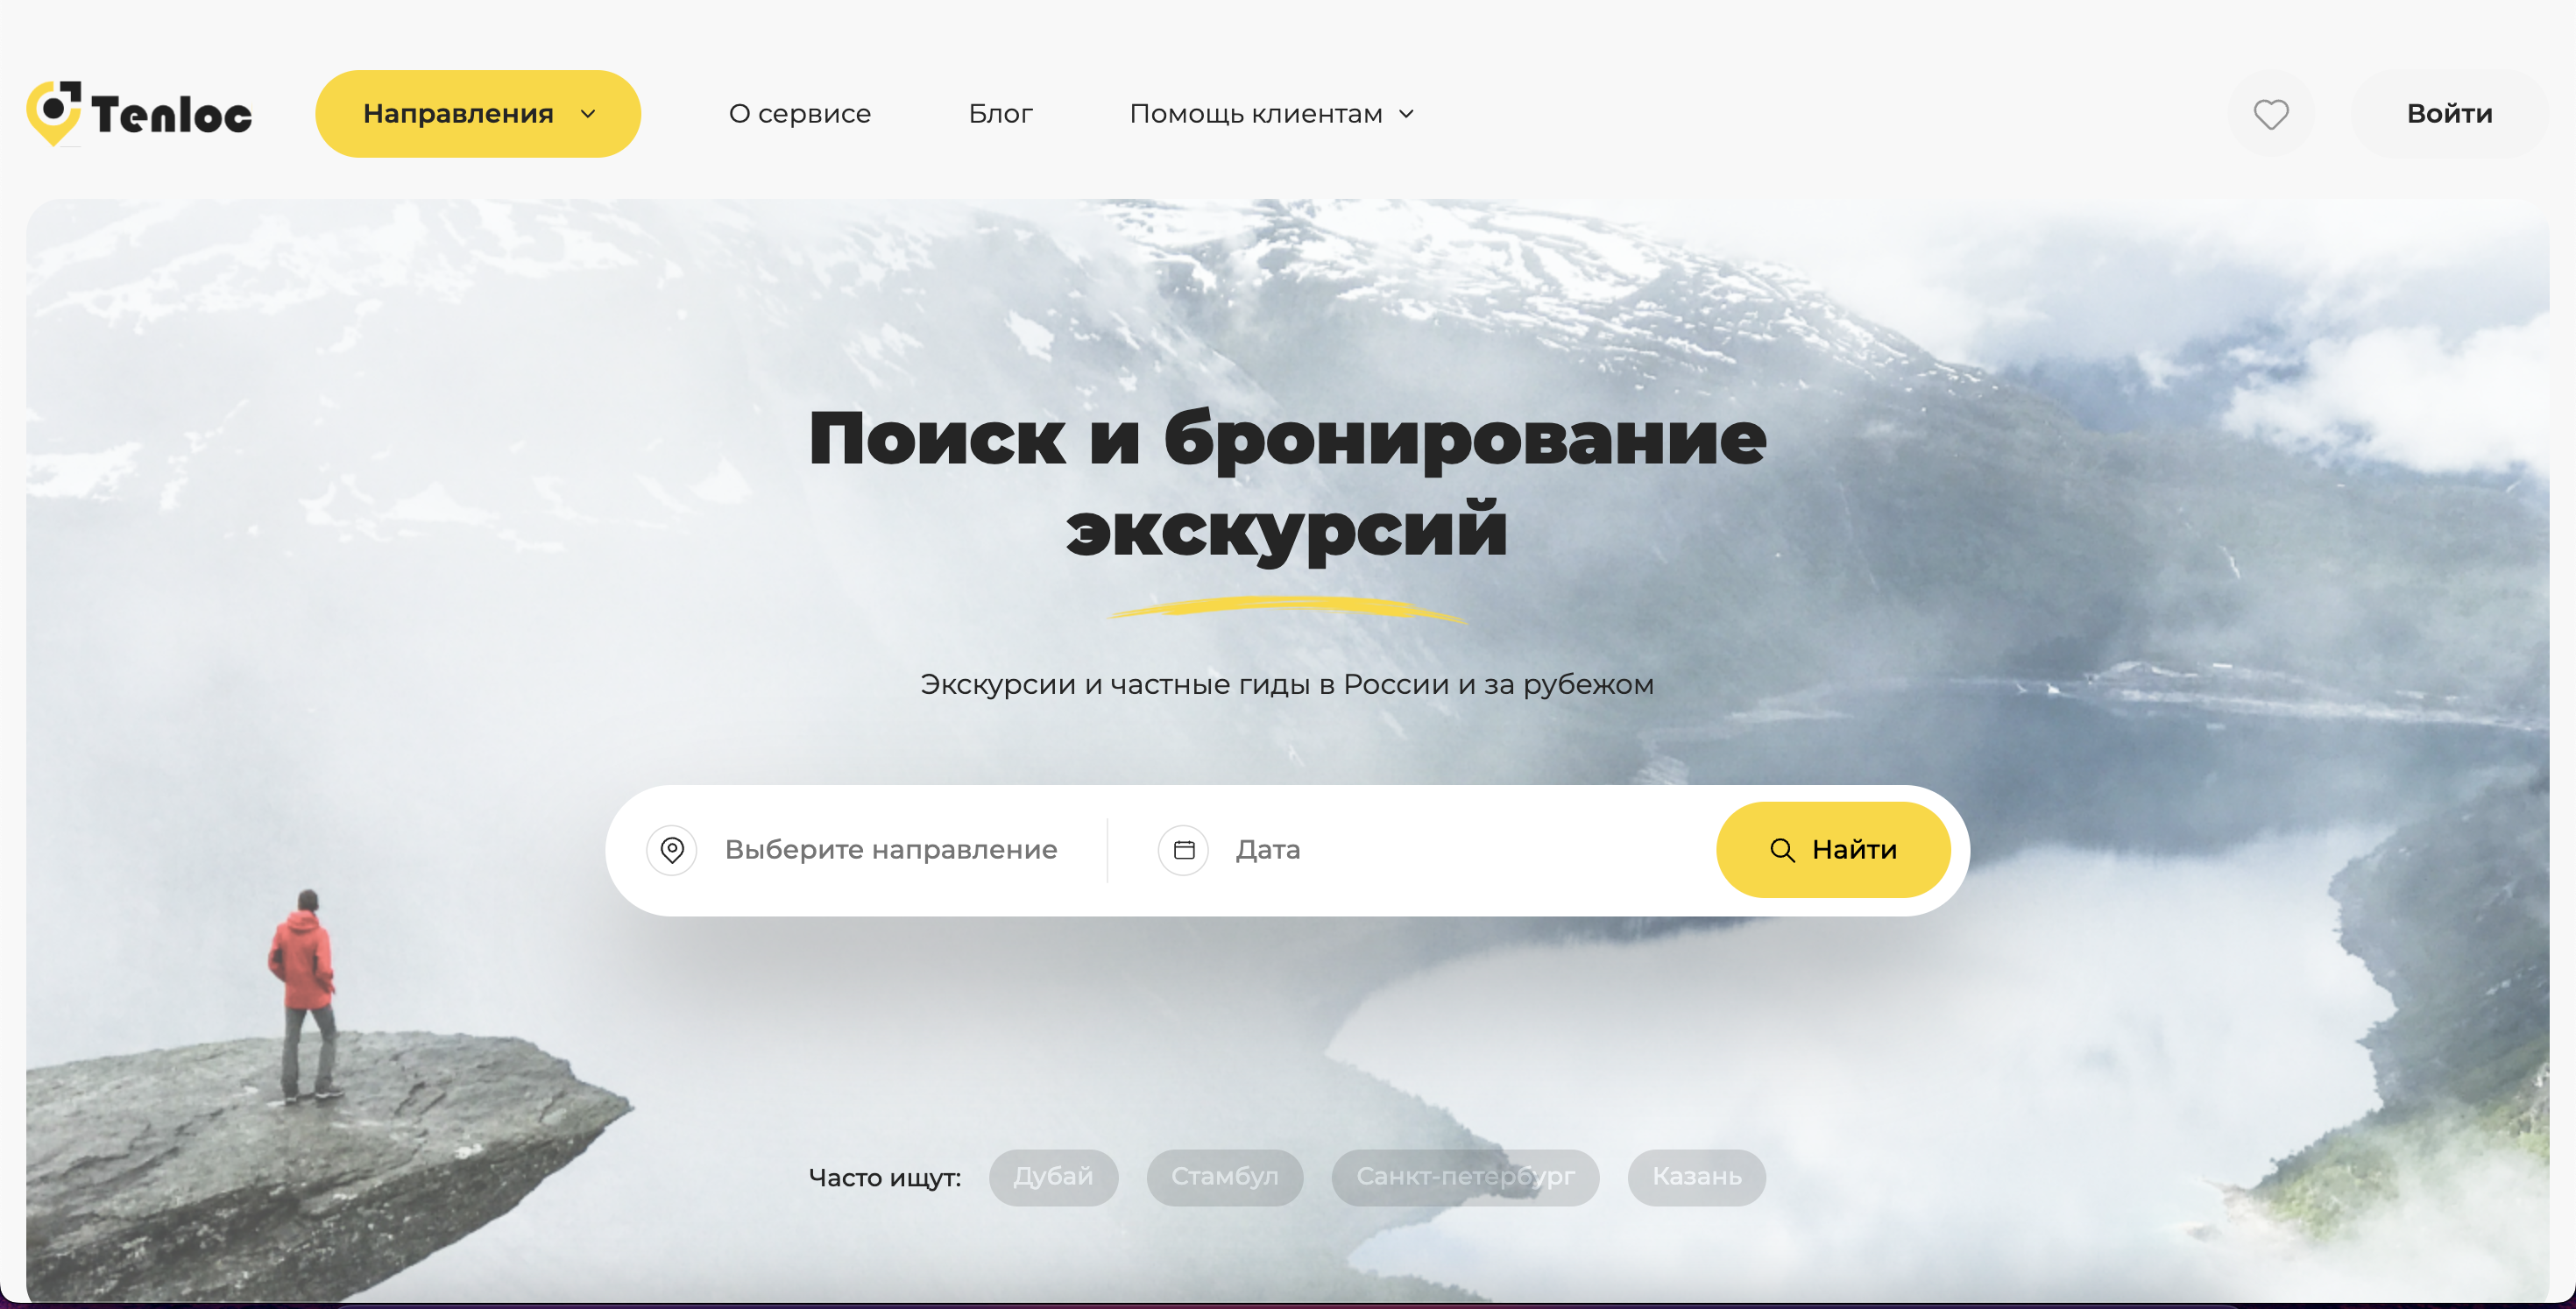 Tenloc
Направления
О сервисе
Блог
Помощь клиентам
Войти
Поиск и бронирование
экскурсий
Экскурсии и частные гиды в России и за рубежом
Выберите направление
Дата
Найти
Часто ищут:
Дубай
Стамбул
Санкт-петербург
Казань